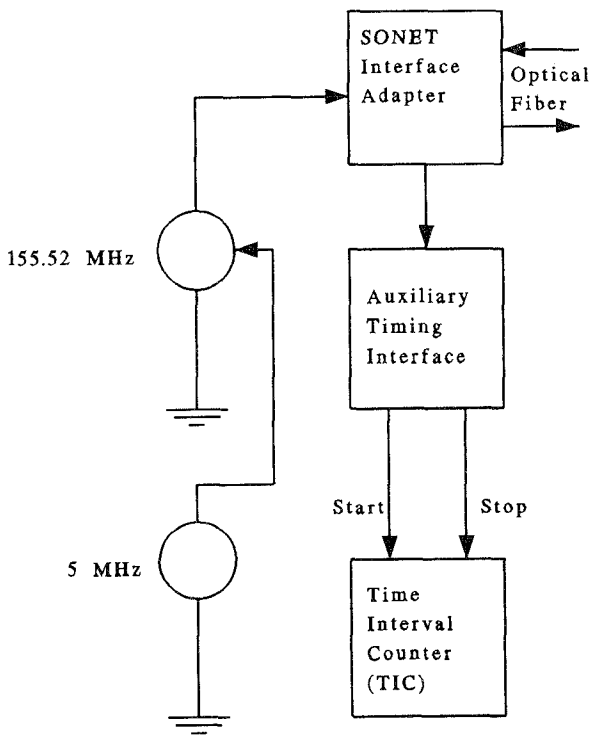 SONET
Interface
Adapter
Optical
Fiber
155.52 MHz
Auxiliary
Timing
Interface
Start
Stop
5 MHz
Time
Interval
Counter
(TIC)